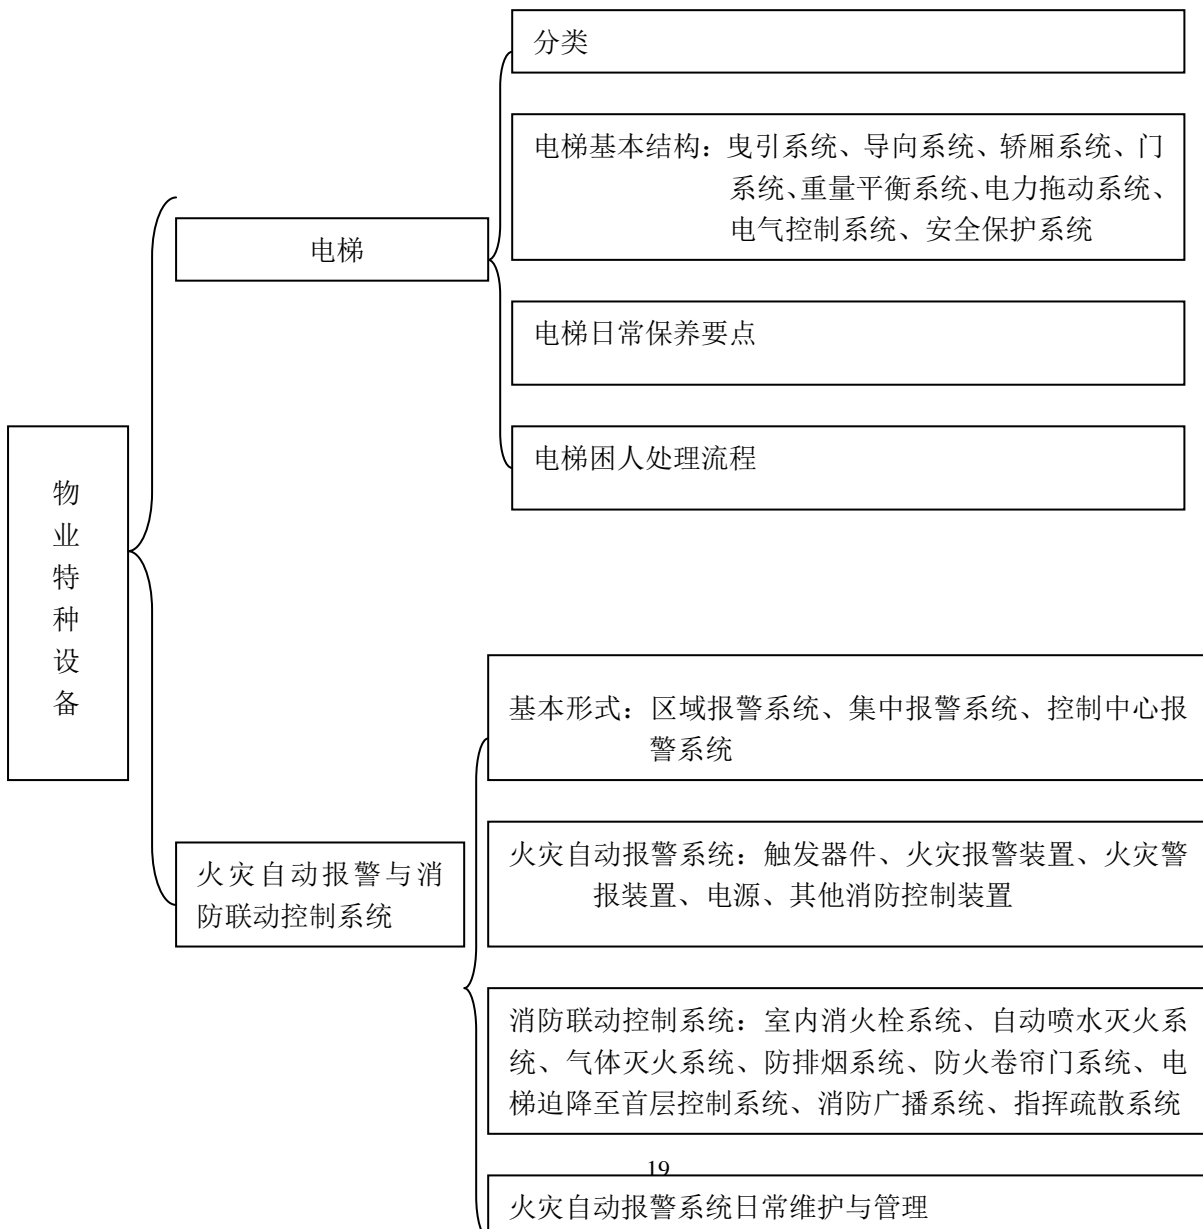 分类
电梯基本结构：曳引系统、导向系统、轿厢系统、门
系统、重量平衡系统、电力拖动系统、
电气控制系统、安全保护系统
电梯
电梯日常保养要点
电梯困人处理流程
物
业
特
种
设
备
基本形式：区域报警系统、集中报警系统、控制中心报
警系统
火灾自动报警与消
防联动控制系统
火灾自动报警系统：触发器件、火灾报警装置、火灾警
报装置、电源、其他消防控制装置
消防联动控制系统：室内消火栓系统、自动喷水灭火系
统、气体灭火系统、防排烟系统、防火卷帘门系统、电
梯迫降至首层控制系统、消防广播系统、指挥疏散系统
19
火灾自动报警系统日常维护与管理